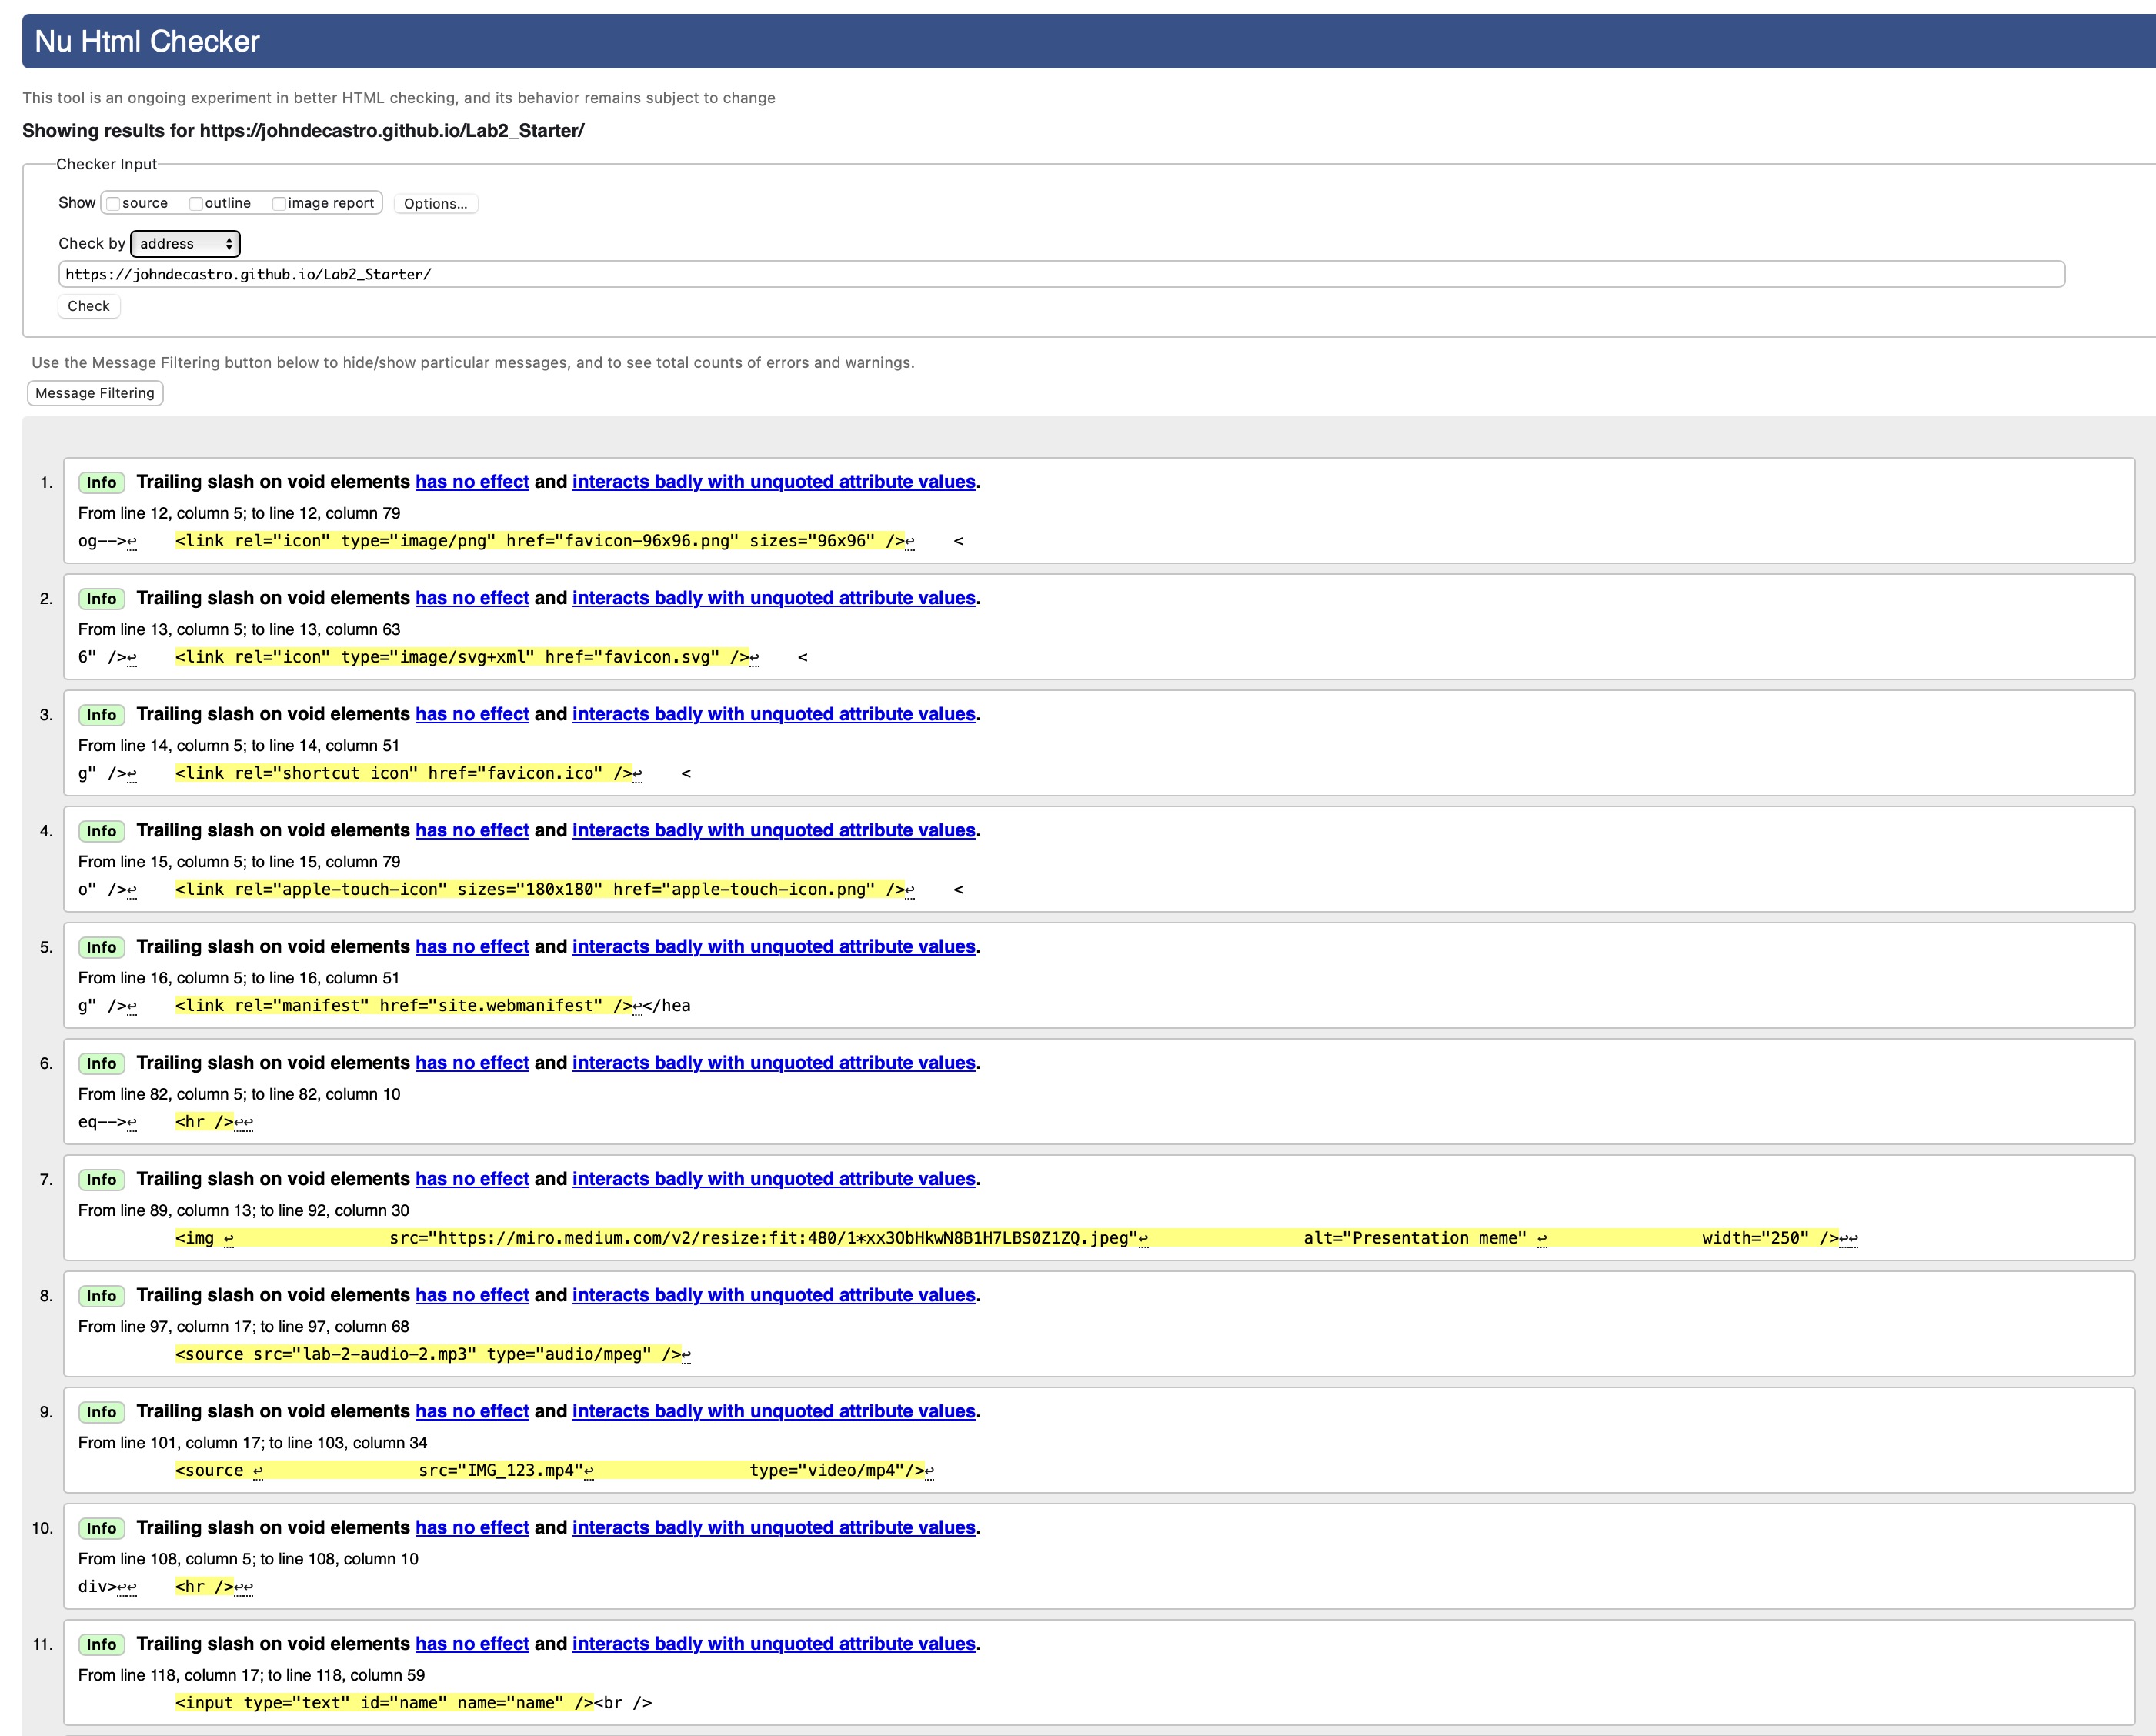 Nu Html Checker
This tool is an ongoing experiment in better HTML checking, and its behavior remains subject to change
Showing results for https://johndecastro.github.io/Lab2_Starter/
Checker Input
Show source outline image report Options...
Check by address
https://johndecastro.github.io/Lab2_Starter/
Check
Use the Message Filtering button below to hide/show particular messages, and to see total counts of errors and warnings.
Message Filtering
1. Info Trailing slash on void elements has no effect and interacts badly with unquoted attribute values.
From line 12, column 5; to line 12, column 79
og-->↩    <link rel="icon" type="image/png" href="favicon-96x96.png" sizes="96x96" />↩    <
2. Info Trailing slash on void elements has no effect and interacts badly with unquoted attribute values.
From line 13, column 5; to line 13, column 63
6" />↩    <link rel="icon" type="image/svg+xml" href="favicon.svg" />↩    <
3. Info Trailing slash on void elements has no effect and interacts badly with unquoted attribute values.
From line 14, column 5; to line 14, column 51
g" />↩    <link rel="shortcut icon" href="favicon.ico" />↩    <
4. Info Trailing slash on void elements has no effect and interacts badly with unquoted attribute values.
From line 15, column 5; to line 15, column 79
o" />↩    <link rel="apple-touch-icon" sizes="180x180" href="apple-touch-icon.png" />↩    <
5. Info Trailing slash on void elements has no effect and interacts badly with unquoted attribute values.
From line 16, column 5; to line 16, column 51
g" />↩    <link rel="manifest" href="site.webmanifest" />↩</hea
6. Info Trailing slash on void elements has no effect and interacts badly with unquoted attribute values.
From line 82, column 5; to line 82, column 10
eq-->↩    <hr />↩↩
7. Info Trailing slash on void elements has no effect and interacts badly with unquoted attribute values.
From line 89, column 13; to line 92, column 30
<img ↩                src="https://miro.medium.com/v2/resize:fit:480/1*xx3ObHkwN8B1H7LBS0Z1ZQ.jpeg"↩                alt="Presentation meme" ↩                width="250" />↩↩
8. Info Trailing slash on void elements has no effect and interacts badly with unquoted attribute values.
From line 97, column 17; to line 97, column 68
<source src="lab-2-audio-2.mp3" type="audio/mpeg" />↩
9. Info Trailing slash on void elements has no effect and interacts badly with unquoted attribute values.
From line 101, column 17; to line 103, column 34
<source ↩                src="IMG_123.mp4"↩                type="video/mp4"/>↩
10. Info Trailing slash on void elements has no effect and interacts badly with unquoted attribute values.
From line 108, column 5; to line 108, column 10
div>↩↩    <hr />↩↩
11. Info Trailing slash on void elements has no effect and interacts badly with unquoted attribute values.
From line 118, column 17; to line 118, column 59
<input type="text" id="name" name="name" /><br />